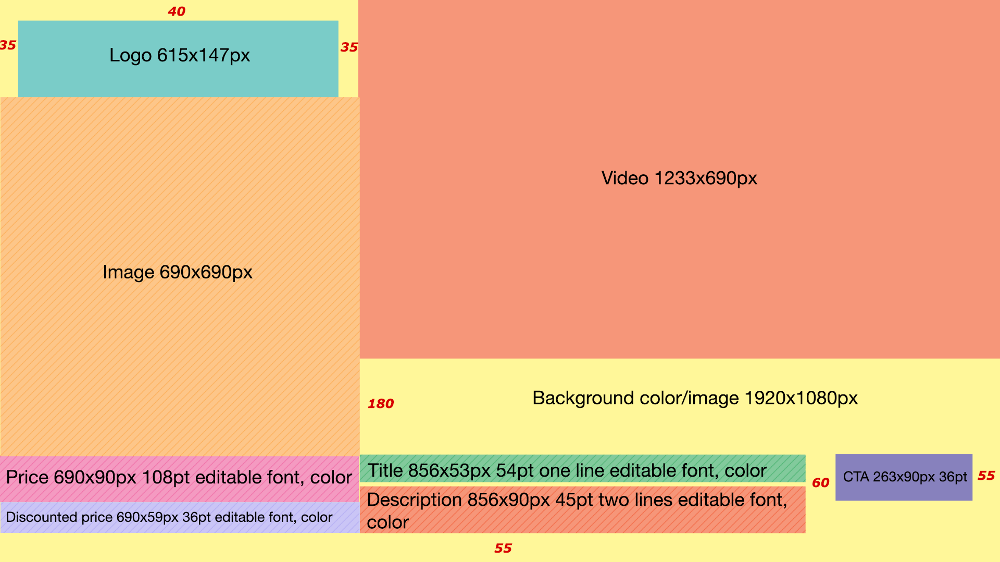 40
35
Logo 615x147px
35
Video 1233x690px
Image 690x690px
Background color/image 1920x1080px
180
Price 690x90px 108pt editable font, color
Discounted price 690x59px 36pt editable font, color
Title 856x53px 54pt one line editable font, color
Description 856x90px 45pt two lines editable font,
color
60
CTA 263x90px 36pt
55
55